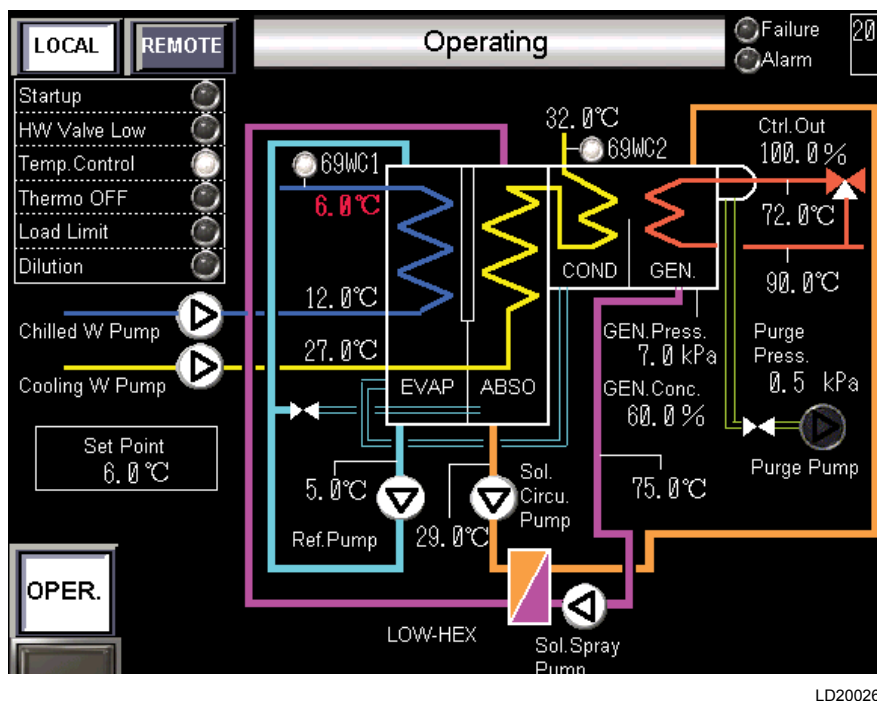 LOCAL
REMOTE
Operating
Failure
Alarm
20
Startup
HW Valve Low
Temp.Control
Thermo OFF
Load Limit
Dilution
69WC1
32.0℃
69WC2
Ctrl.Out
100.0%
6.0℃
72.0℃
COND
GEN.
90.0℃
12.0℃
Chilled W Pump
27.0℃
Cooling W Pump
EVAP
ABSO
GEN.Press.
7.0 kPa
GEN.Conc.
60.0%
Purge
Press.
0.5 kPa
Purge Pump
Set Point
6.0℃
5.0℃
Ref.Pump
29.0℃
Sol.
Circu.
Pump
75.0℃
OPER.
LOW-HEX
Sol.Spray
Pump
LD20026